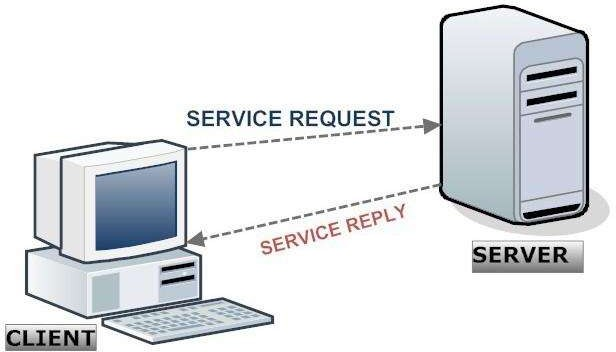 SERVICE REQUEST
SERVICE REPLY
SERVER
CLIENT